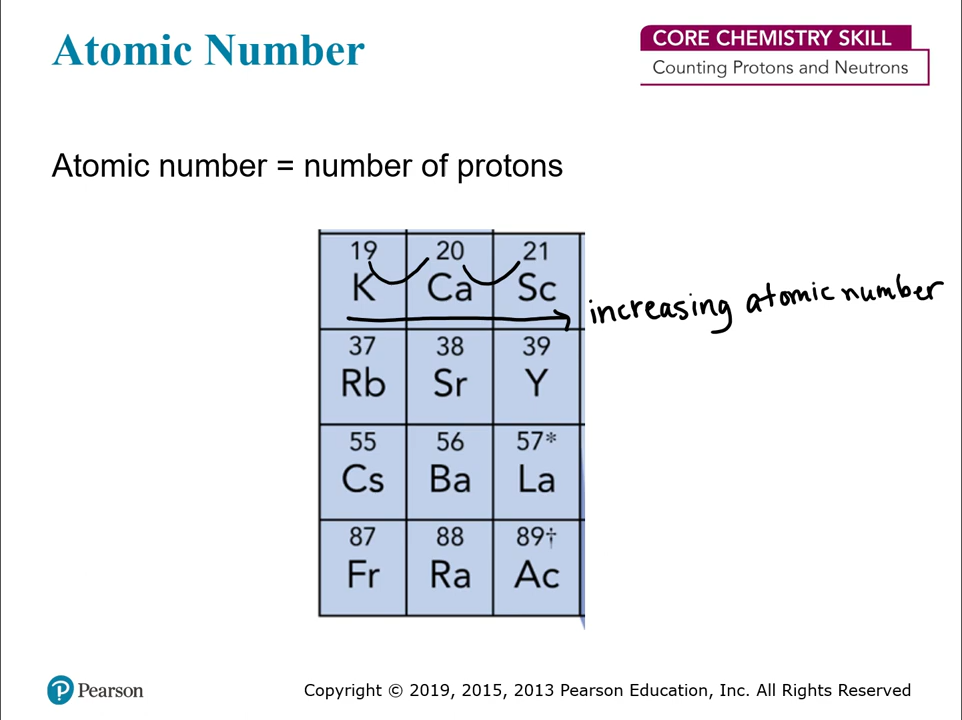 Atomic Number
CORE CHEMISTRY SKILL
Counting Protons and Neutrons
Atomic number = number of protons
19 20 21
K Ca Sc
increasing atomic number
37 38 39
Rb Sr Y
55 56 57*
Cs Ba La
87 88 89†
Fr Ra Ac
P Pearson
Copyright © 2019, 2015, 2013 Pearson Education, Inc. All Rights Reserved